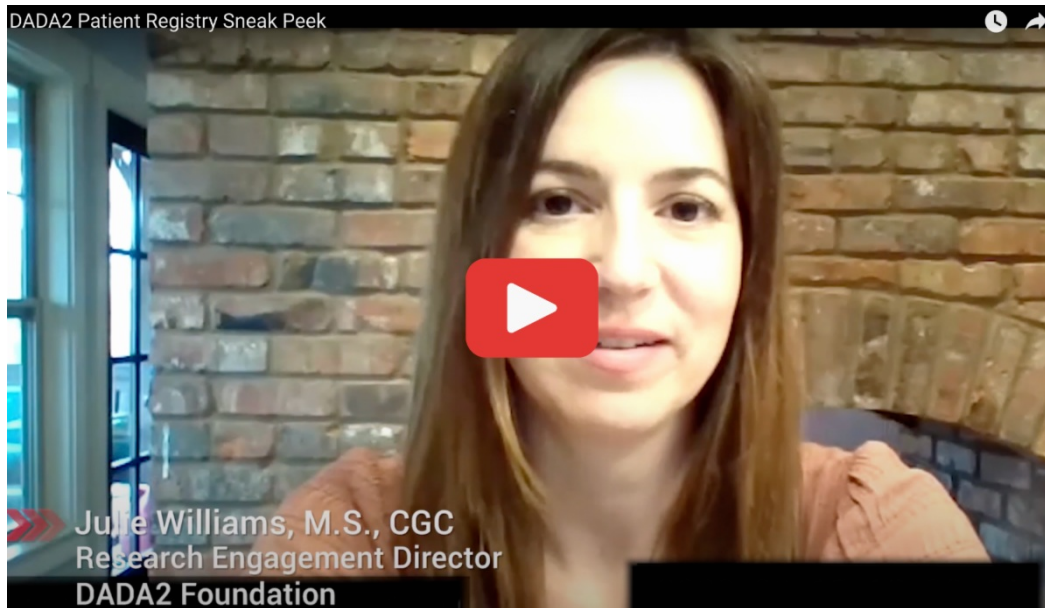 DADA2 Patient Registry Sneak Peek
Julie Williams, M.S., CGC
Research Engagement Director
DADA2 Foundation